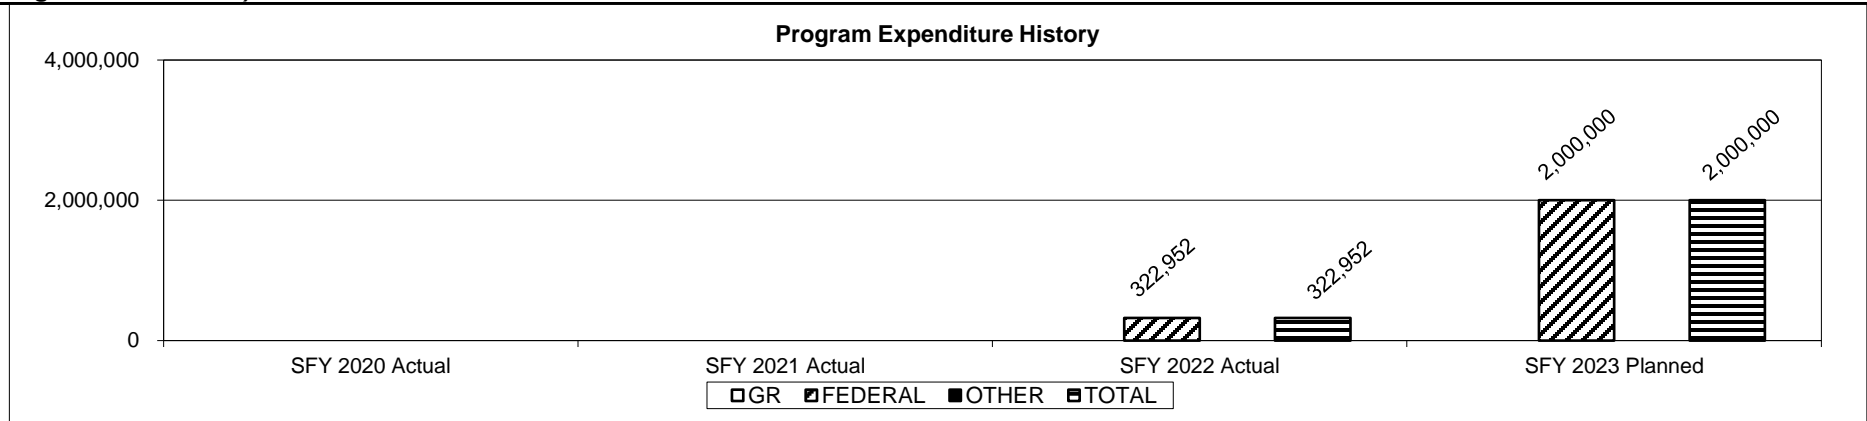 Program Expenditure History
4,000,000
2,000,000
0
322,952
322,952
2,000,000
2,000,000
SFY 2020 Actual
SFY 2021 Actual
SFY 2022 Actual
SFY 2023 Planned
GR FEDERAL OTHER TOTAL